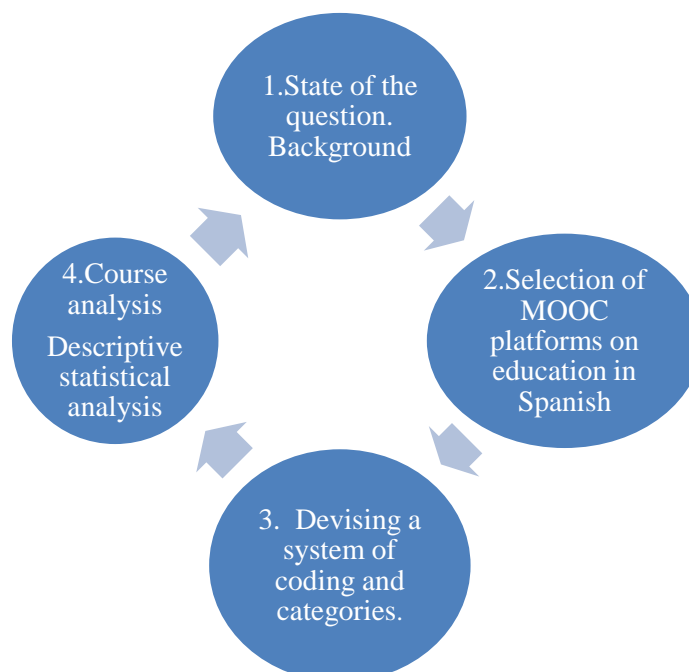 1.State of the
question.
Background
2.Selection of
MOOC
platforms on
education in
Spanish
3. Devising a
system of
coding and
categories.
4.Course
analysis
Descriptive
statistical
analysis